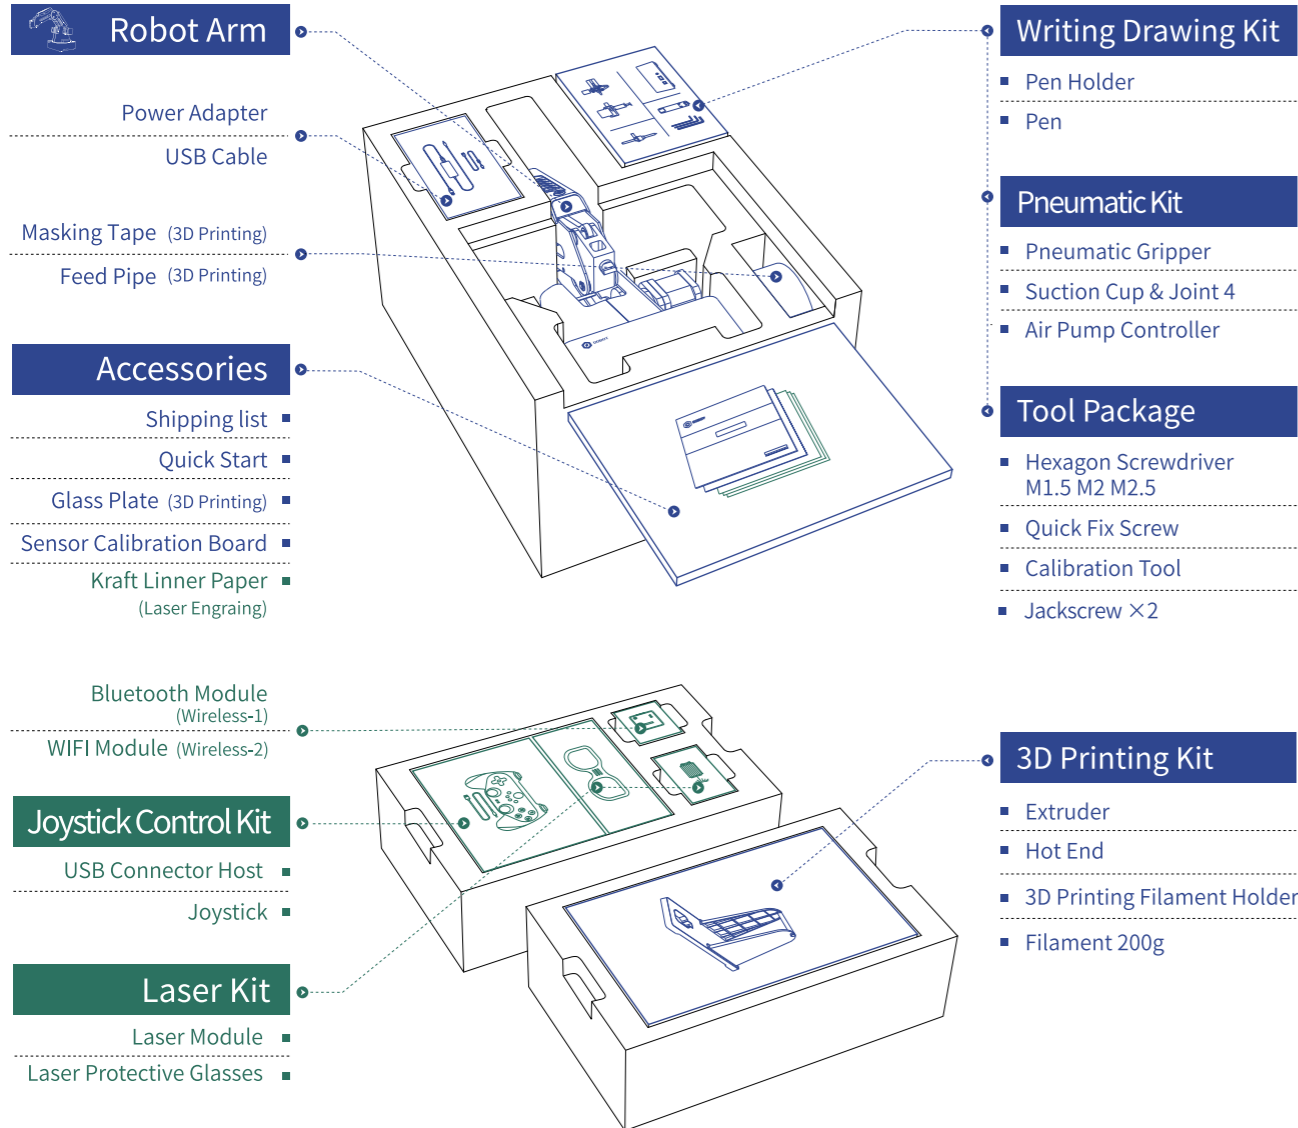 Robot Arm
Power Adapter
USB Cable
Masking Tape (3D Printing)
Feed Pipe (3D Printing)
Accessories
Shipping list
Quick Start
Glass Plate (3D Printing)
Sensor Calibration Board
Kraft Linner Paper
(Laser Engraing)
Bluetooth Module
(Wireless-1)
WIFI Module (Wireless-2)
Joystick Control Kit
USB Connector Host
Joystick
Laser Kit
Laser Module
Laser Protective Glasses
Writing Drawing Kit
Pen Holder
Pen
Pneumatic Kit
Pneumatic Gripper
Suction Cup & Joint 4
Air Pump Controller
Tool Package
Hexagon Screwdriver
M1.5 M2 M2.5
Quick Fix Screw
Calibration Tool
Jackscrew ×2
3D Printing Kit
Extruder
Hot End
3D Printing Filament Holder
Filament 200g